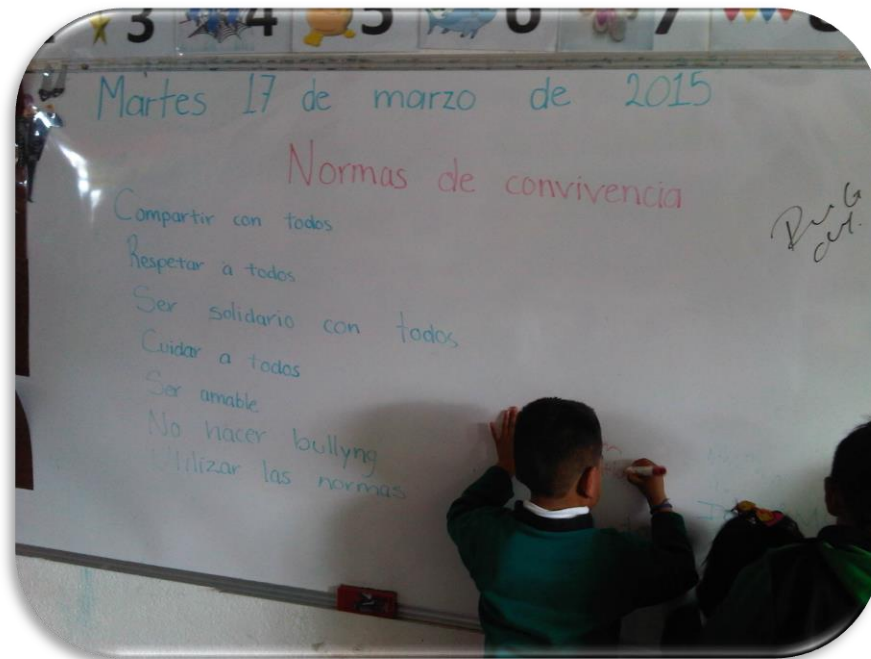 3 4 5 6 7
Martes 17 de marzo de 2015
Normas de convivencia
Compartir con todos
Respetar a todos
Ser solidario con todos
Cuidar a todos
Ser amable
No hacer bullyng
Utilizar las normas